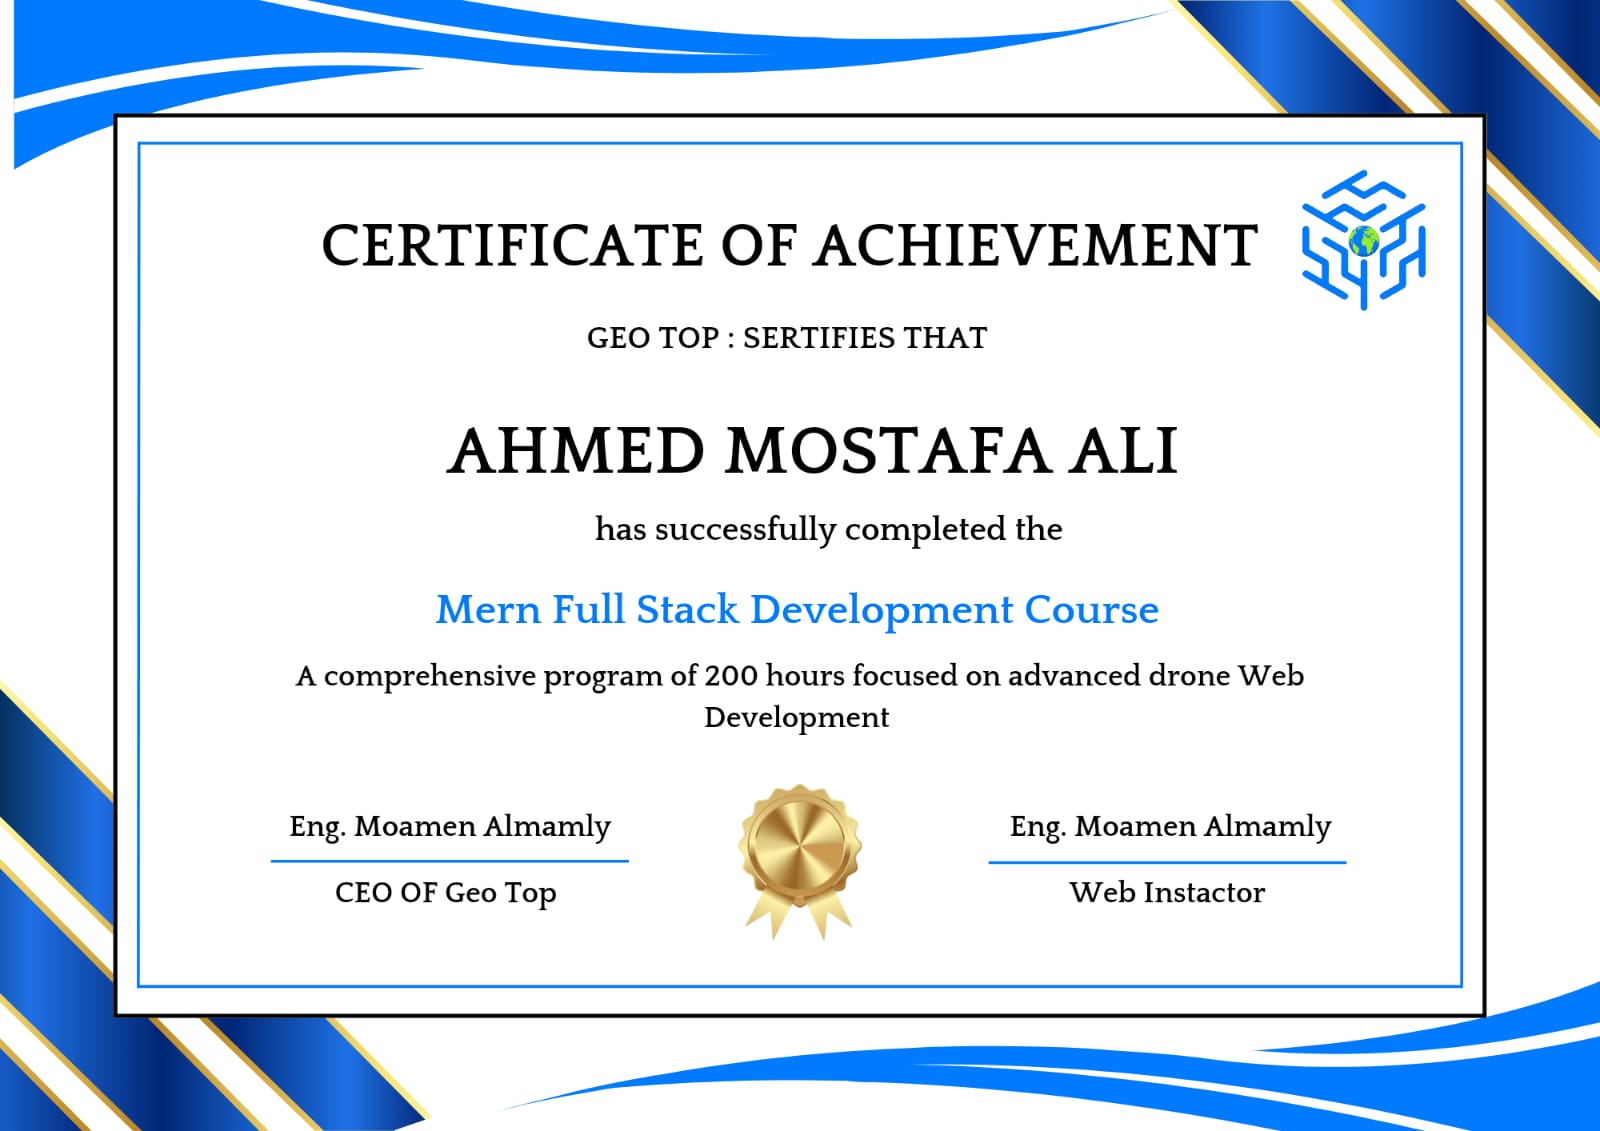 CERTIFICATE OF ACHIEVEMENT
GEO TOP : SERTIFIES THAT
AHMED MOSTAFA ALI
has successfully completed the
Mern Full Stack Development Course
A comprehensive program of 200 hours focused on advanced drone Web
Development
Eng. Moamen Almamly
CEO OF Geo Top
Eng. Moamen Almamly
Web Instactor